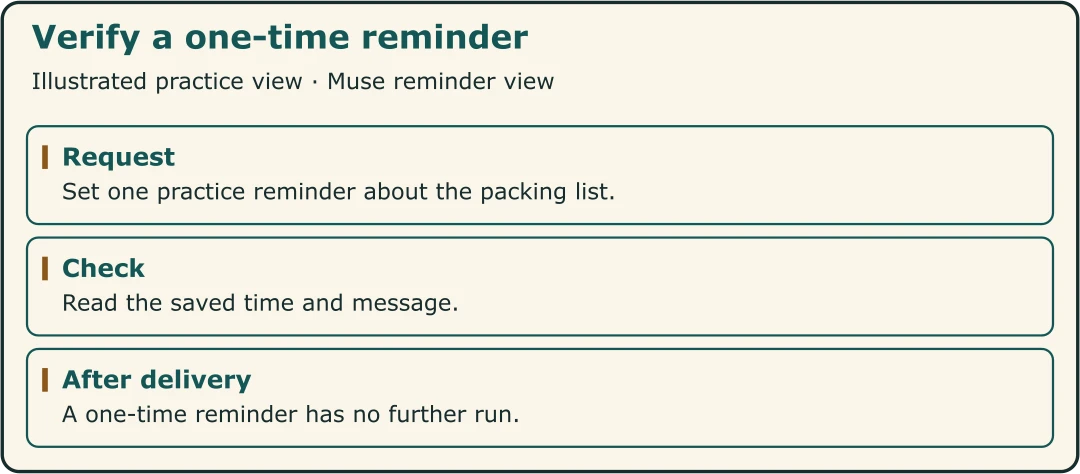 Verify a one-time reminder
Illustrated practice view · Muse reminder view
Request
Set one practice reminder about the packing list.
Check
Read the saved time and message.
After delivery
A one-time reminder has no further run.